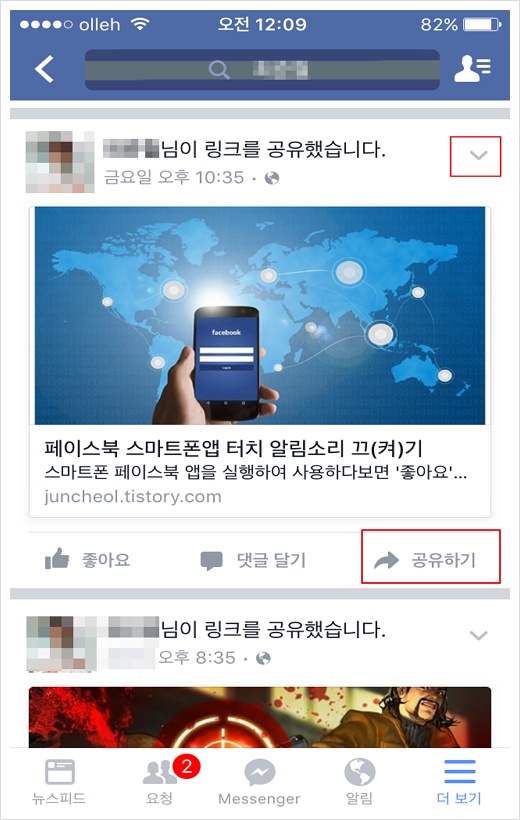 olleh 오전 12:09 82%
님이 링크를 공유했습니다.
금요일 오후 10:35 ·
facebook
페이스북 스마트폰앱 터치 알림소리 끄(켜)기
스마트폰 페이스북 앱을 실행하여 사용하다보면 '좋아요'...
juncheol.tistory.com
좋아요 댓글 달기 공유하기
님이 링크를 공유했습니다.
오후 8:35 ·
2
뉴스피드 요청 Messenger 알림 더 보기